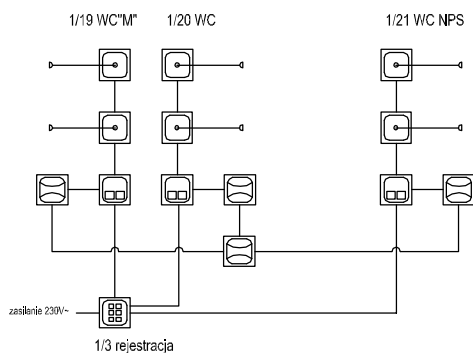 1/19 WC"M"
1/20 WC
1/21 WC NPS
zasilanie 230V~
1/3 rejestracja